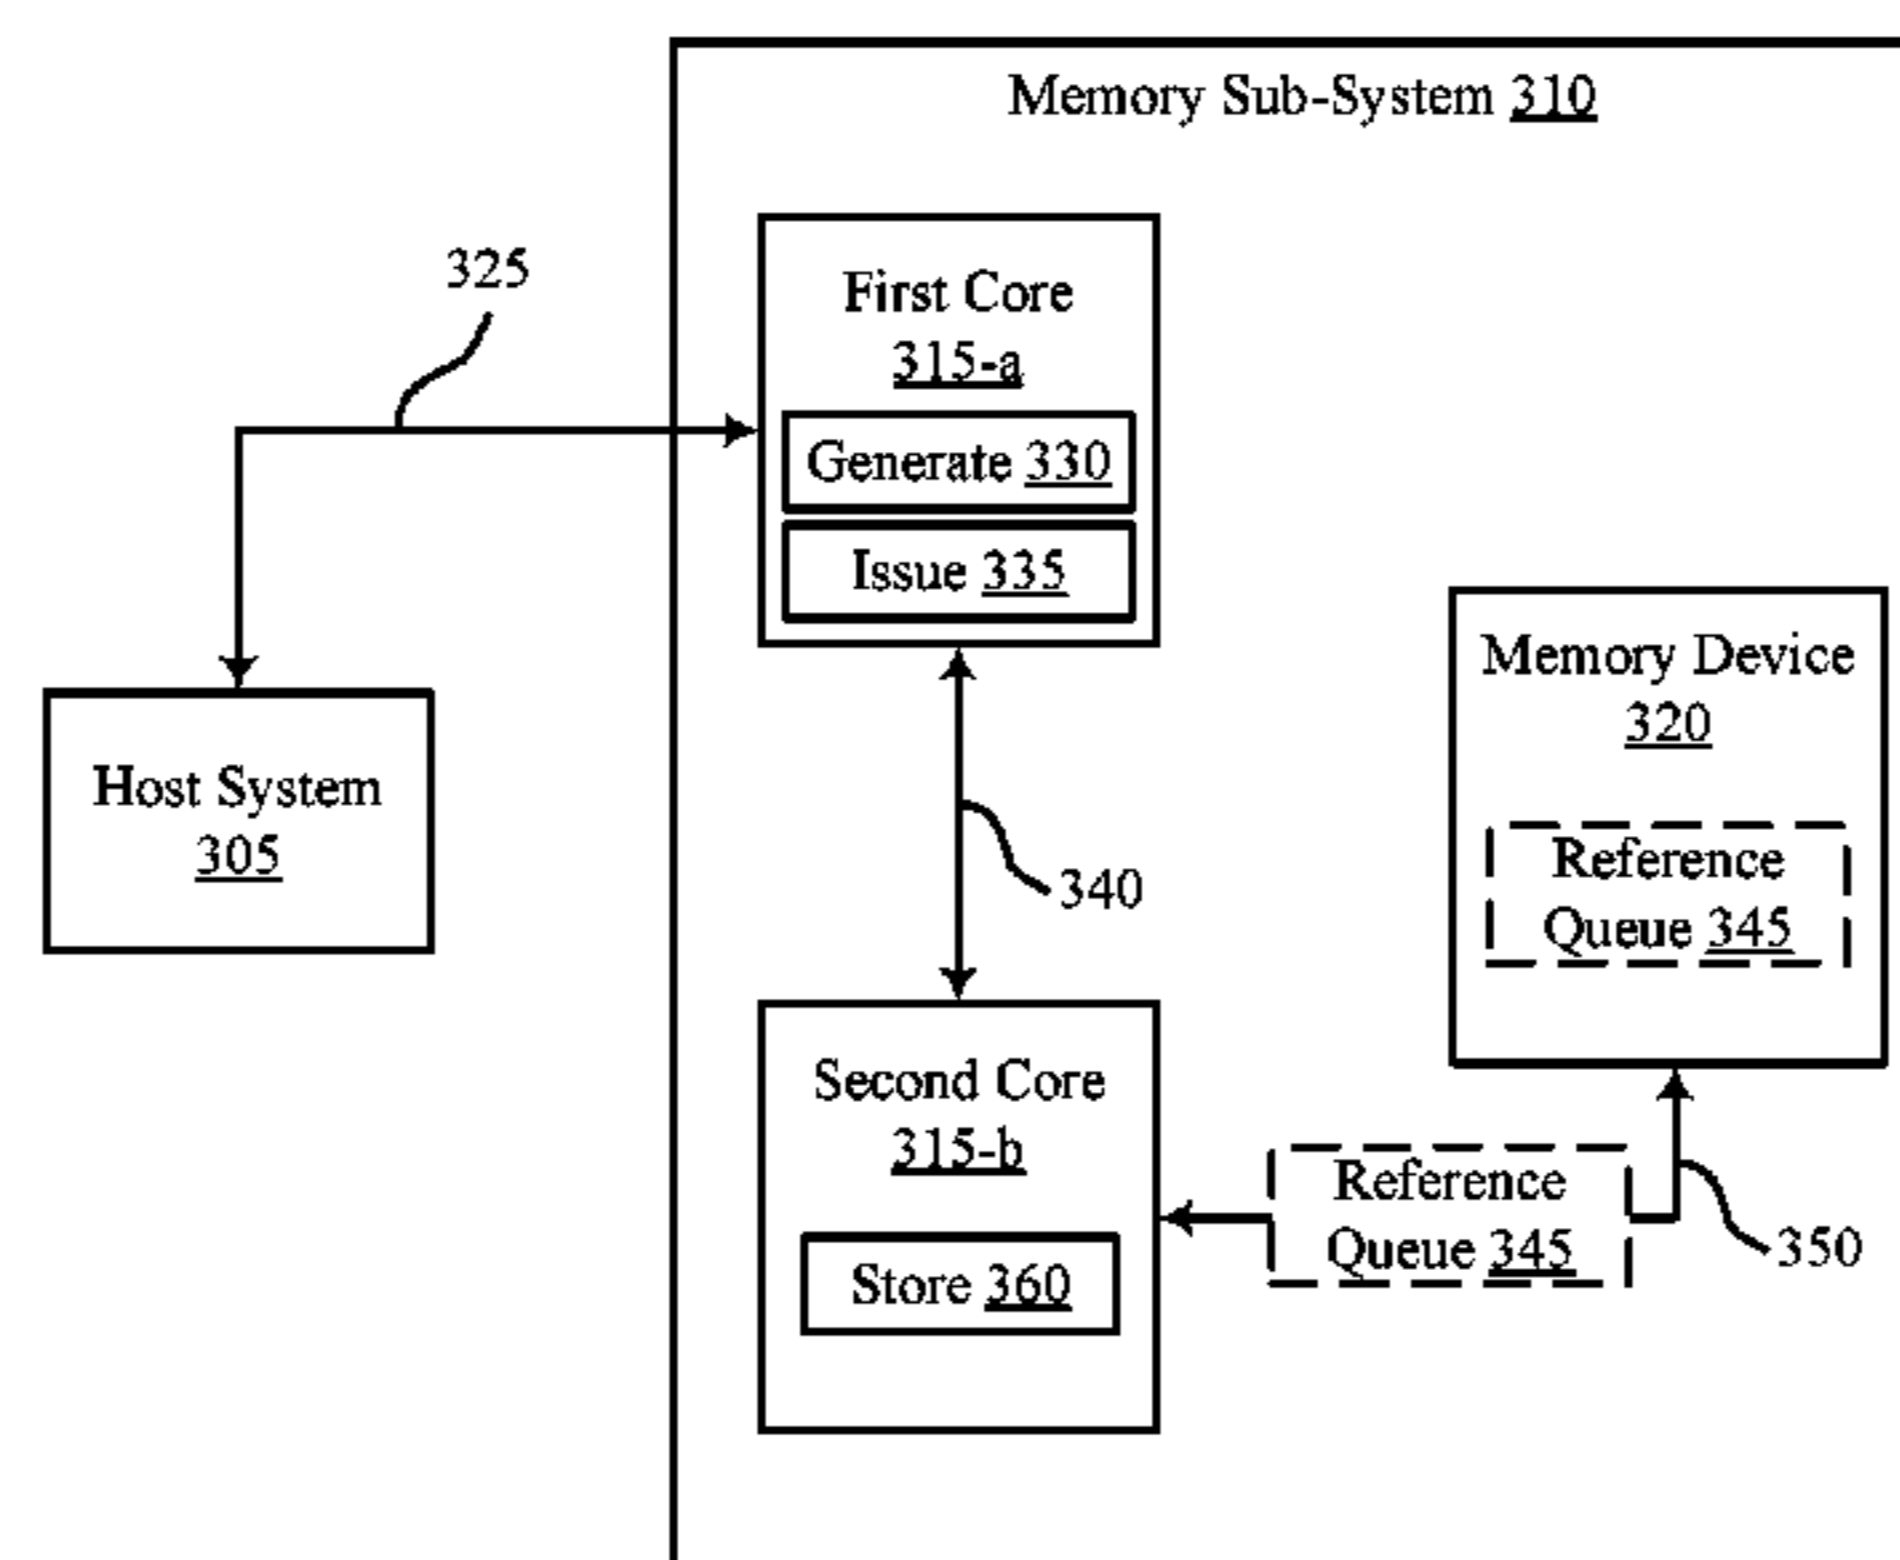 Memory Sub-System 310
325
First Core
315-a
Generate 330
Issue 335
Host System
305
340
Memory Device
320
Reference
Queue 345
Second Core
315-b
Store 360
Reference
Queue 345
350